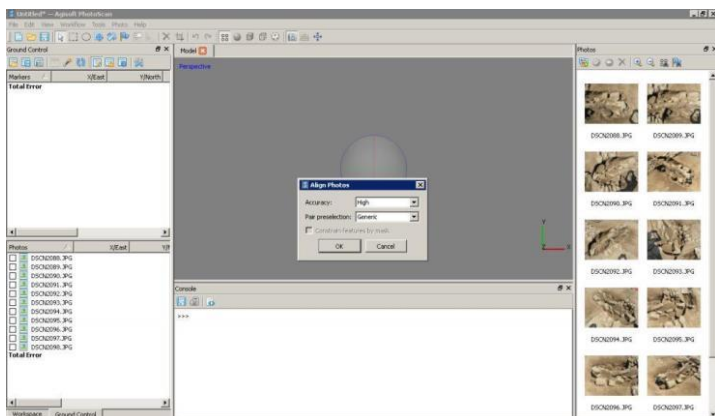 Untitled* — Agisoft PhotoScan
File Edit View Workflow Tools Photo Help
Ground Control
Model
Photos
Perspective
Markers X/East Y/North
Total Error
Align Photos
Accuracy: High
Pair preselection: Generic
Constrain features by mask
OK Cancel
Y
Z X
Photos X/East Y/N
DSCN2088.JPG
DSCN2089.JPG
DSCN2090.JPG
DSCN2091.JPG
DSCN2092.JPG
DSCN2093.JPG
DSCN2094.JPG
DSCN2095.JPG
DSCN2096.JPG
DSCN2097.JPG
DSCN2098.JPG
Total Error
Workspace Ground Control
Console
>>>
DSCN2088.JPG DSCN2089.JPG
DSCN2090.JPG DSCN2091.JPG
DSCN2092.JPG DSCN2093.JPG
DSCN2094.JPG DSCN2095.JPG
DSCN2096.JPG DSCN2097.JPG